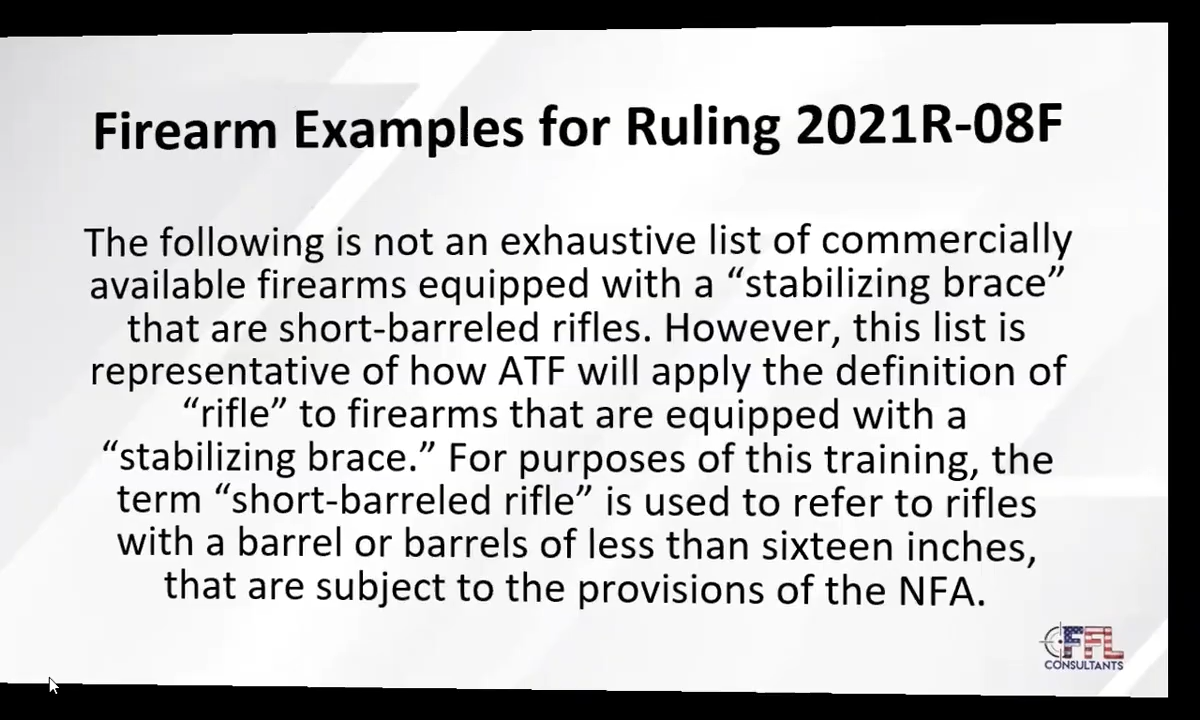 Firearm Examples for Ruling 2021R-08F
The following is not an exhaustive list of commercially
available firearms equipped with a “stabilizing brace”
that are short-barreled rifles. However, this list is
representative of how ATF will apply the definition of
“rifle” to firearms that are equipped with a
“stabilizing brace.” For purposes of this training, the
term “short-barreled rifle” is used to refer to rifles
with a barrel or barrels of less than sixteen inches,
that are subject to the provisions of the NFA.
FFL
CONSULTANTS